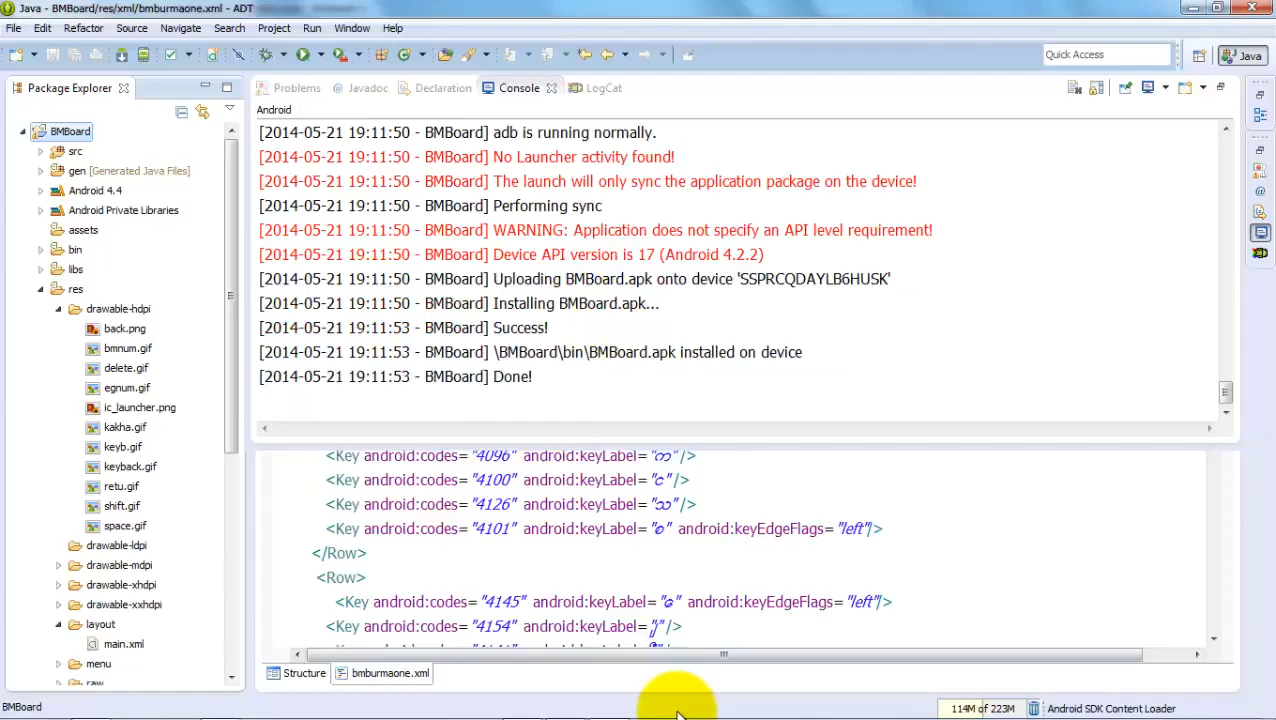 Java - BMBoard/res/xml/bmburmaone.xml - ADT
File Edit Refactor Source Navigate Search Project Run Window Help
Quick Access
Java
Package Explorer
Problems Javadoc Declaration Console LogCat
Android
BMBoard
src
gen [Generated Java Files]
Android 4.4
Android Private Libraries
assets
bin
libs
res
drawable-hdpi
back.png
bmnum.gif
delete.gif
egnum.gif
ic_launcher.png
kakha.gif
keyb.gif
keyback.gif
retu.gif
shift.gif
space.gif
drawable-ldpi
drawable-mdpi
drawable-xhdpi
drawable-xxhdpi
layout
main.xml
menu
raw
[2014-05-21 19:11:50 - BMBoard] adb is running normally.
[2014-05-21 19:11:50 - BMBoard] No Launcher activity found!
[2014-05-21 19:11:50 - BMBoard] The launch will only sync the application package on the device!
[2014-05-21 19:11:50 - BMBoard] Performing sync
[2014-05-21 19:11:50 - BMBoard] WARNING: Application does not specify an API level requirement!
[2014-05-21 19:11:50 - BMBoard] Device API version is 17 (Android 4.2.2)
[2014-05-21 19:11:50 - BMBoard] Uploading BMBoard.apk onto device 'SSPRCQDAYLB6HUSK'
[2014-05-21 19:11:50 - BMBoard] Installing BMBoard.apk...
[2014-05-21 19:11:53 - BMBoard] Success!
[2014-05-21 19:11:53 - BMBoard] \BMBoard\bin\BMBoard.apk installed on device
[2014-05-21 19:11:53 - BMBoard] Done!
<Key android:codes="4096" android:keyLabel="က"/>
<Key android:codes="4100" android:keyLabel="င"/>
<Key android:codes="4126" android:keyLabel="သ"/>
<Key android:codes="4101" android:keyLabel="စ" android:keyEdgeFlags="left"/>
</Row>
<Row>
<Key android:codes="4145" android:keyLabel="ေ" android:keyEdgeFlags="left"/>
<Key android:codes="4154" android:keyLabel="်"/>
Structure bmburmaone.xml
BMBoard
114M of 223M
Android SDK Content Loader